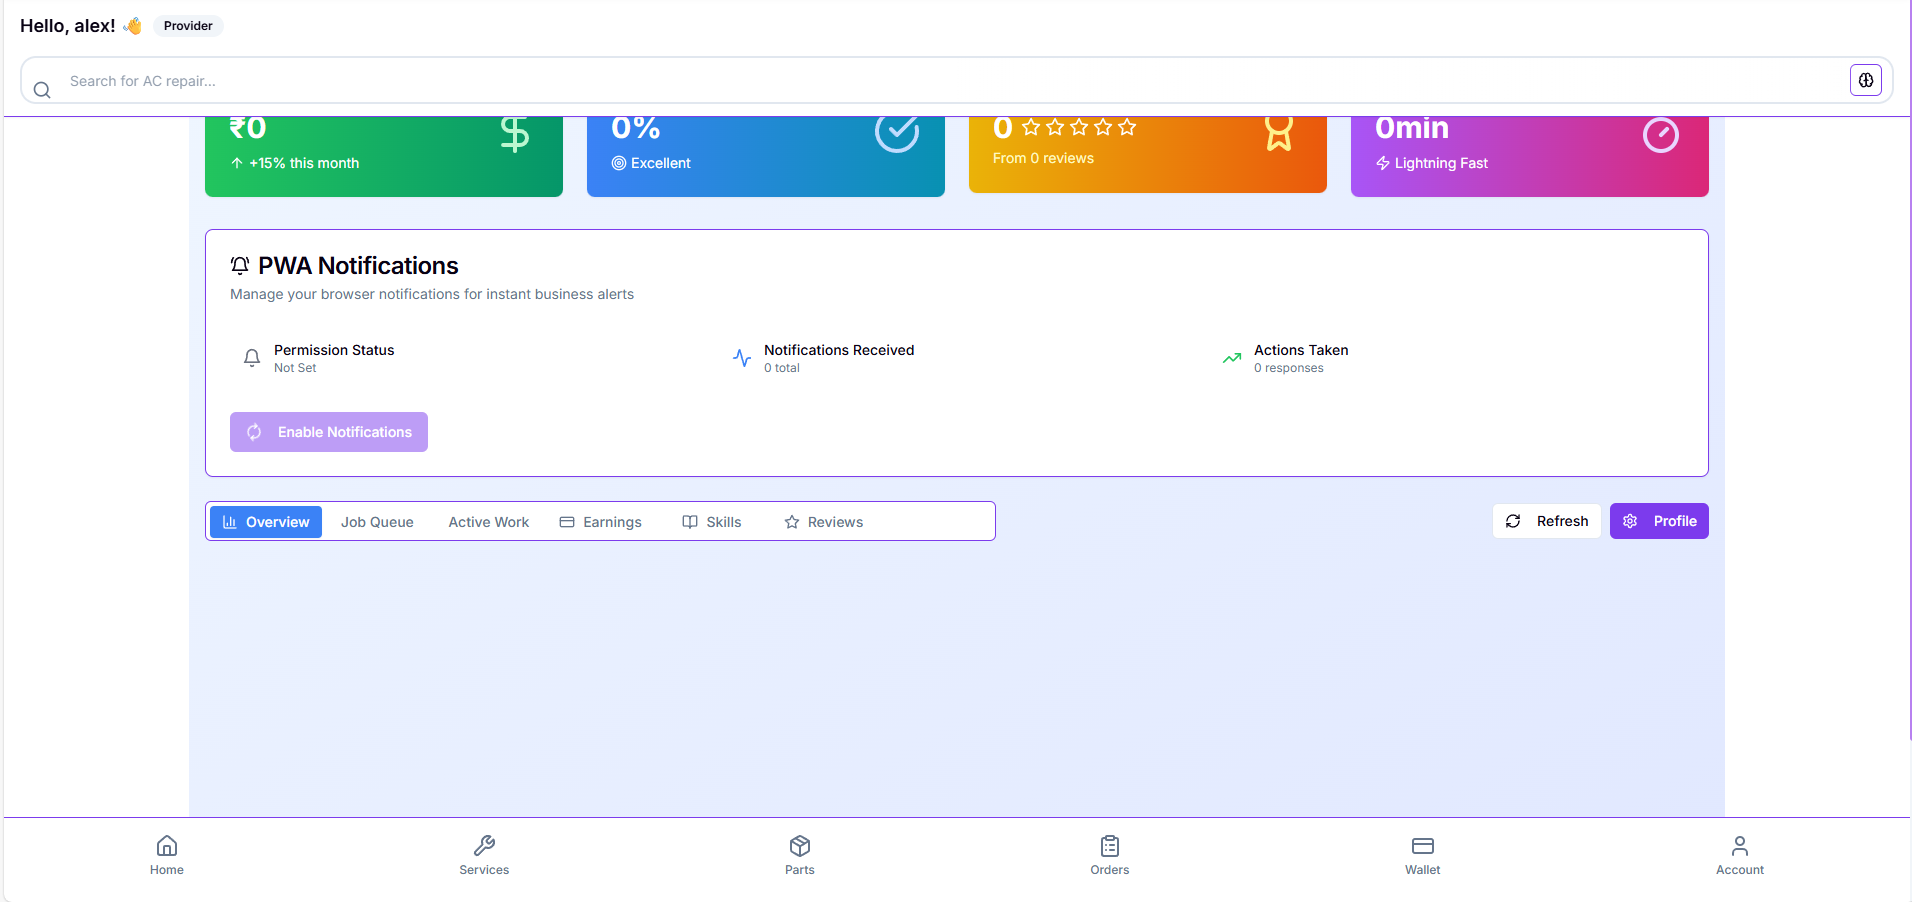 Hello, alex! 👋 Provider
Search for AC repair...
₹0
+15% this month
0%
Excellent
0
From 0 reviews
0min
Lightning Fast
PWA Notifications
Manage your browser notifications for instant business alerts
Permission Status
Not Set
Notifications Received
0 total
Actions Taken
0 responses
Enable Notifications
Overview Job Queue Active Work Earnings Skills Reviews Refresh Profile
Home Services Parts Orders Wallet Account